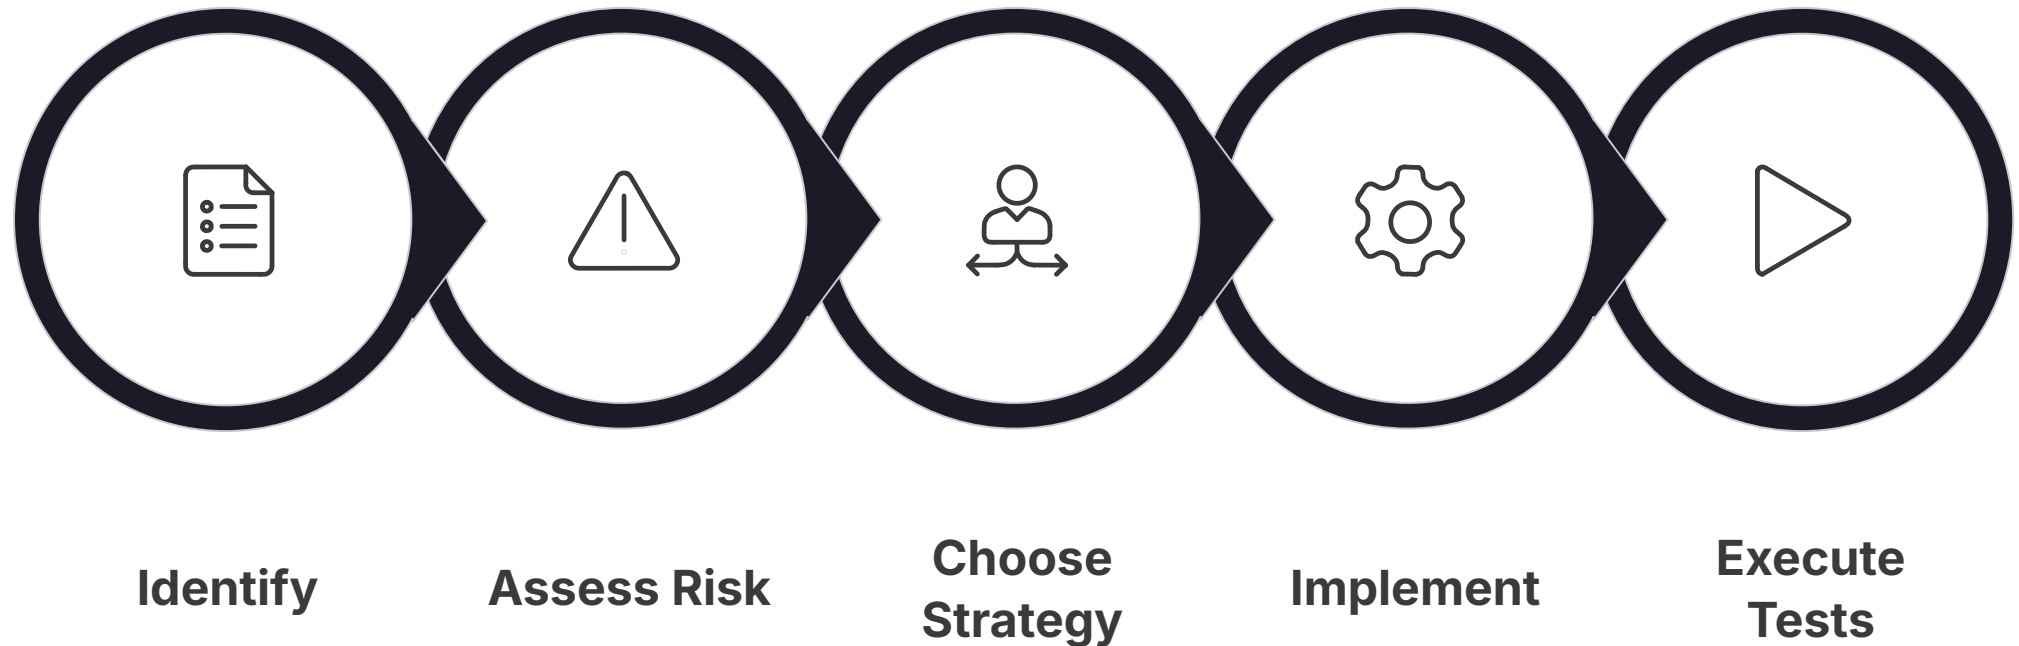 Identify
Assess Risk
Choose
Strategy
Implement
Execute
Tests